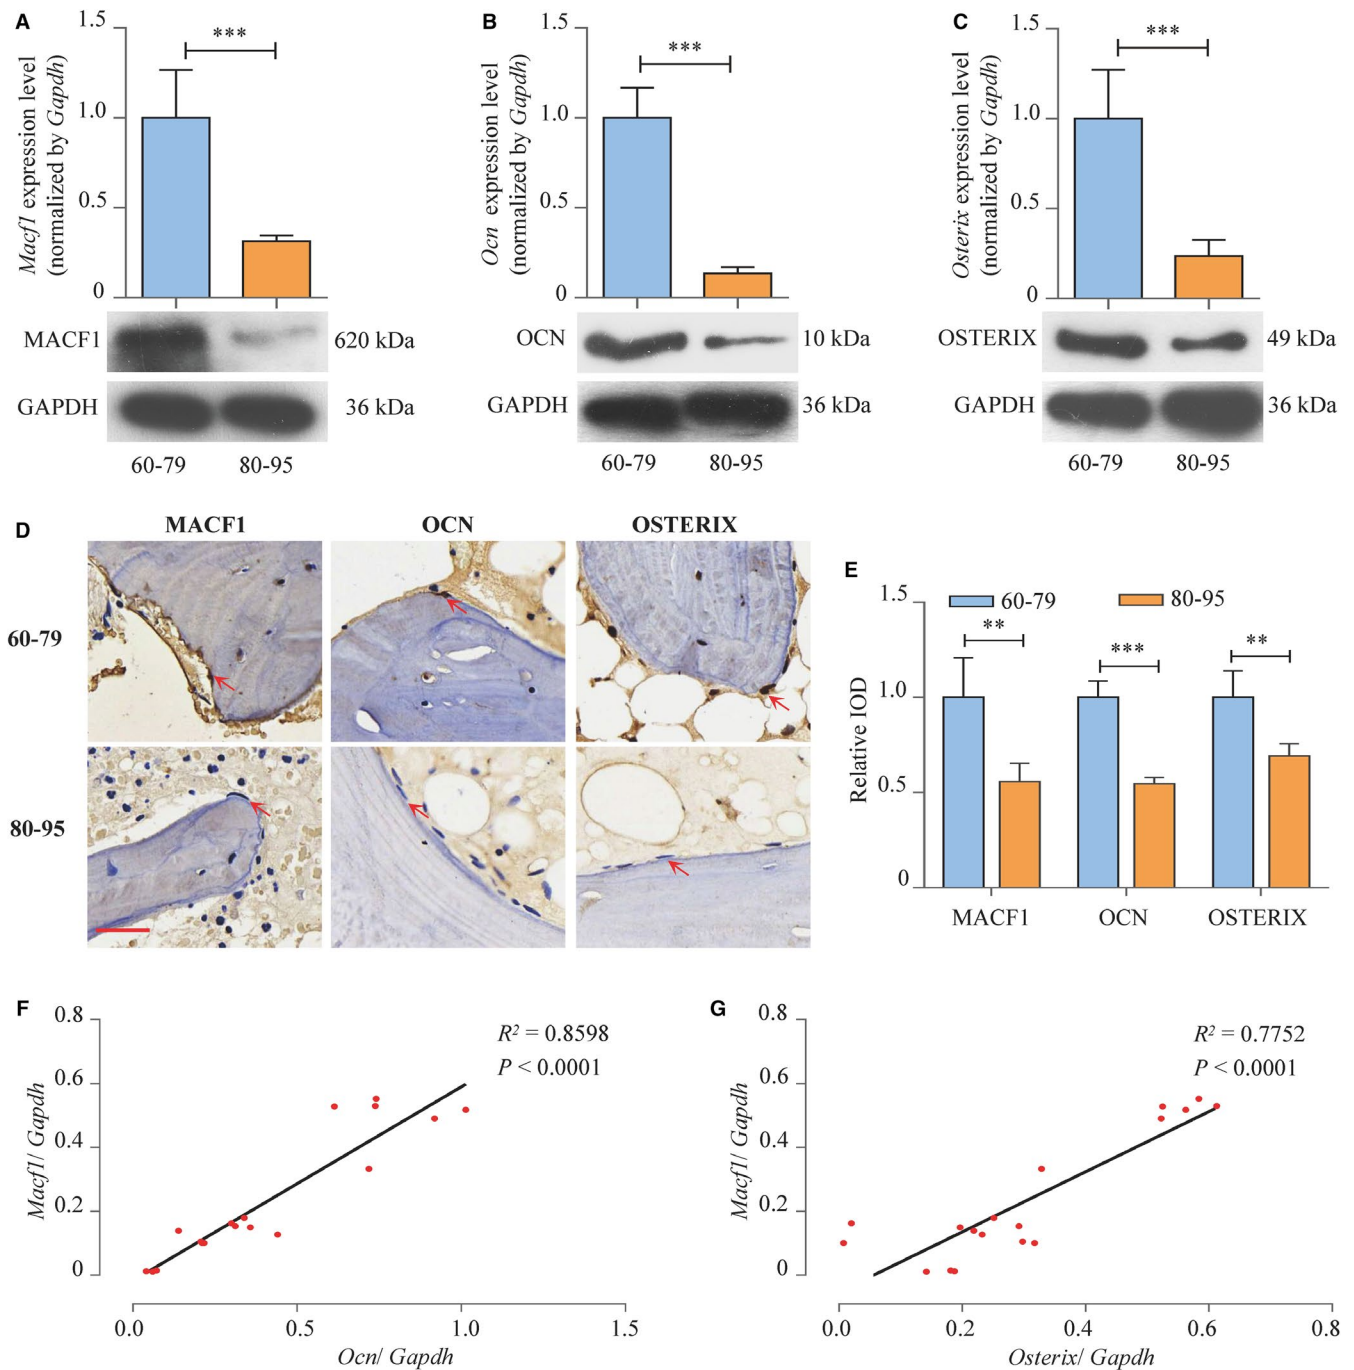 A
Macf1 expression level
(normalized by Gapdh)
1.5
1.0
0.5
0
***
MACF1
620 kDa
GAPDH
36 kDa
60-79
80-95
B
Ocn expression level
(normalized by Gapdh)
1.5
1.0
0.5
0
***
OCN
10 kDa
GAPDH
36 kDa
60-79
80-95
C
Osterix expression level
(normalized by Gapdh)
1.5
1.0
0.5
0
***
OSTERIX
49 kDa
GAPDH
36 kDa
60-79
80-95
D
MACF1
OCN
OSTERIX
60-79
80-95
E
Relative IOD
1.5
1.0
0.5
0
60-79
80-95
**
***
**
MACF1
OCN
OSTERIX
F
Macf1/ Gapdh
0.8
0.6
0.4
0.2
0
R² = 0.8598
P < 0.0001
0.0
0.5
1.0
1.5
Ocn/ Gapdh
G
Macf1/ Gapdh
0.8
0.6
0.4
0.2
0
R² = 0.7752
P < 0.0001
0.0
0.2
0.4
0.6
0.8
Osterix/ Gapdh